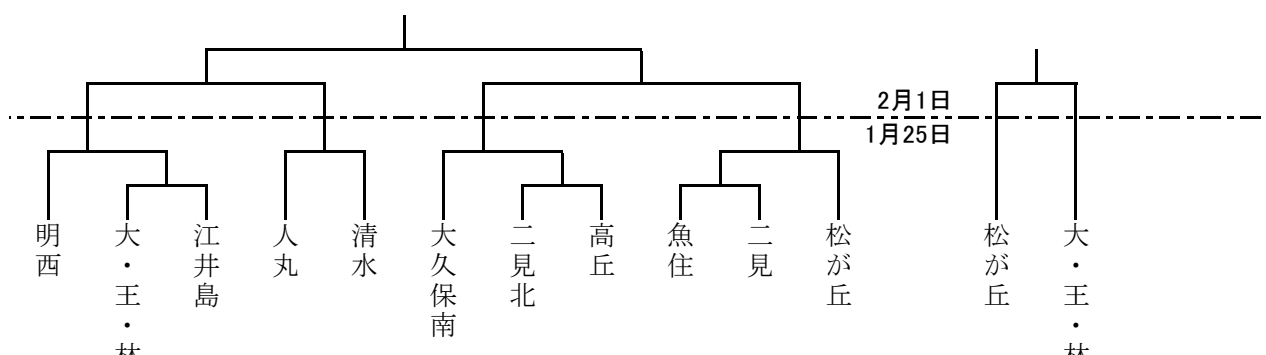 2月1日
1月25日
明西
大・王・林
江井島
人丸
清水
大久保南
二見北
高丘
魚住
二見
松が丘
松が丘
大・王・林